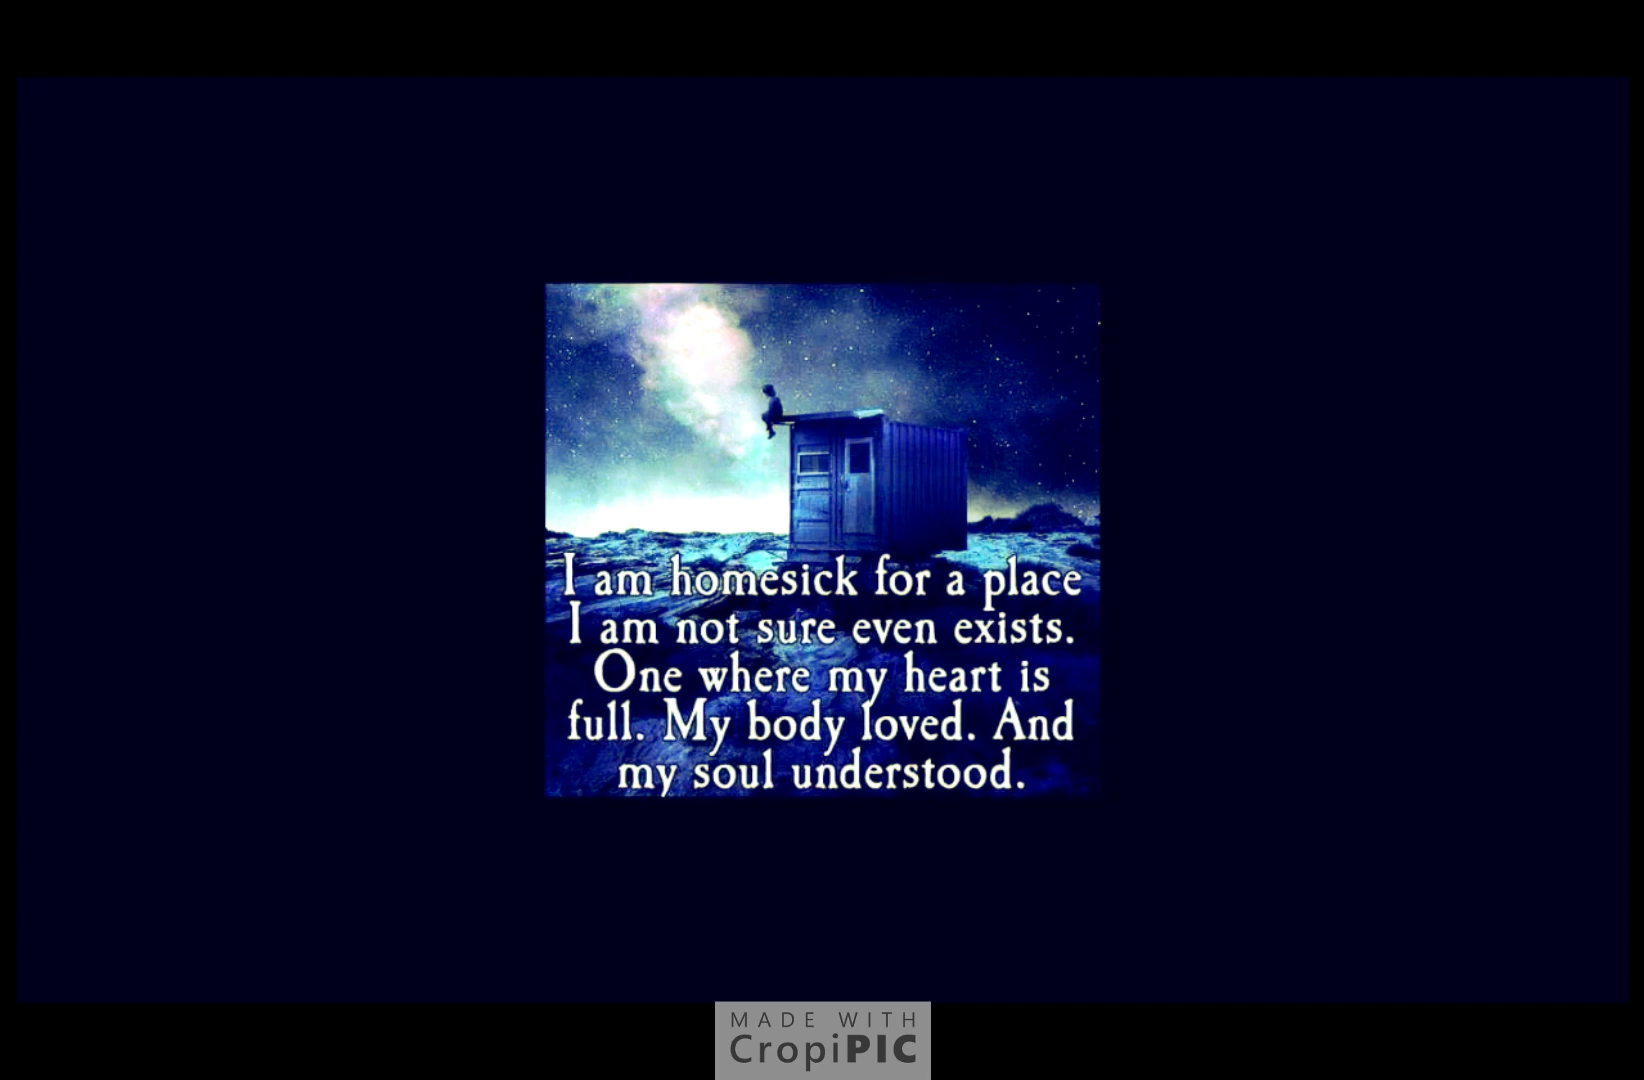 I am homesick for a place
I am not sure even exists.
One where my heart is
full. My body loved. And
my soul understood.
MADE WITH
CropiPIC